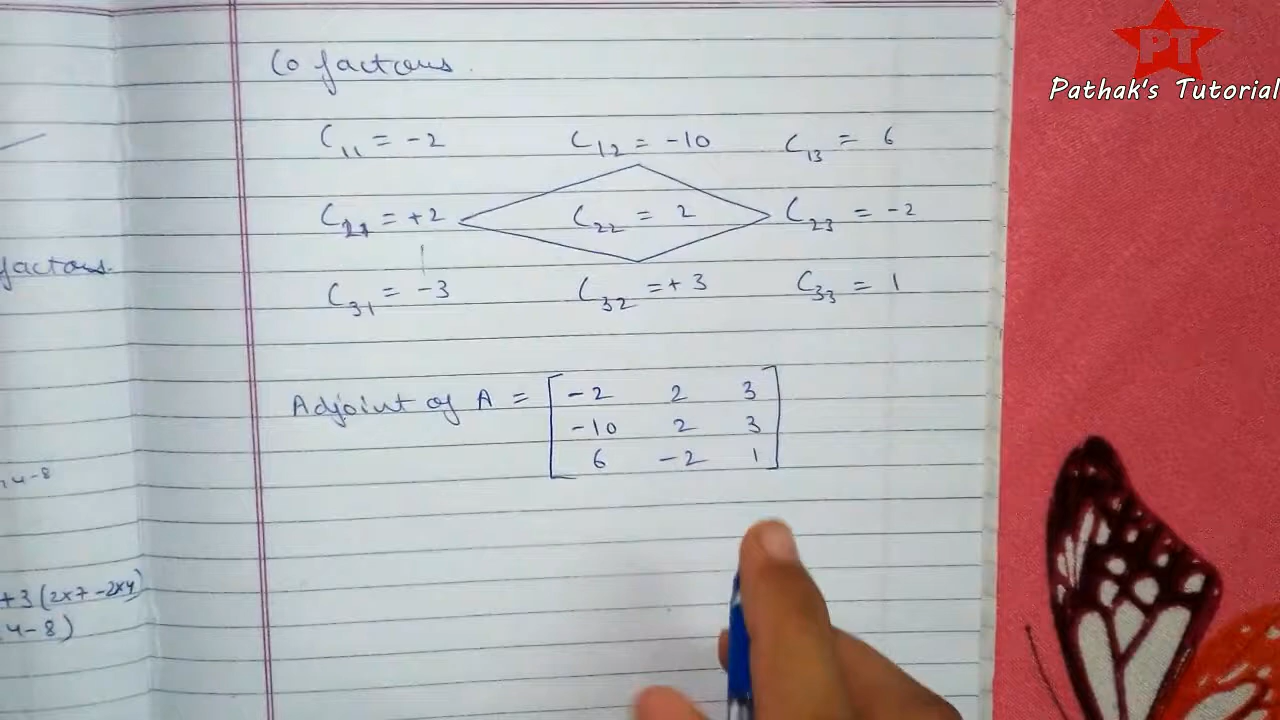 PT
Pathak's Tutorial
Co factors.
C11 = -2 C12 = -10 C13 = 6
C21 = +2 C22 = 2 C23 = -2
C31 = -3 C32 = +3 C33 = 1
factors.
Adjoint of A = [ -2 2 3
-10 2 3
6 -2 1 ]
4-8
+3(2x7-2x4)
4-8)